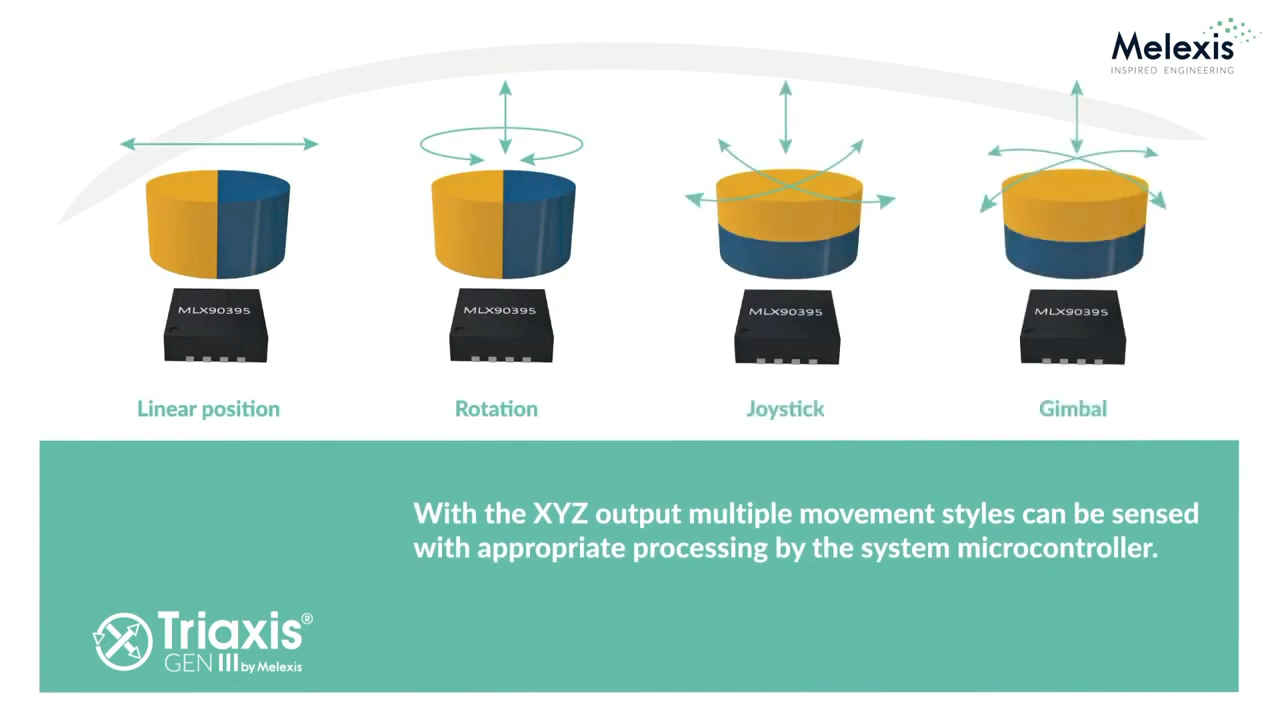 Melexis
INSPIRED ENGINEERING
MLX90395
MLX90395
MLX90395
MLX90395
Linear position
Rotation
Joystick
Gimbal
With the XYZ output multiple movement styles can be sensed
with appropriate processing by the system microcontroller.
Triaxis®
GEN III by Melexis